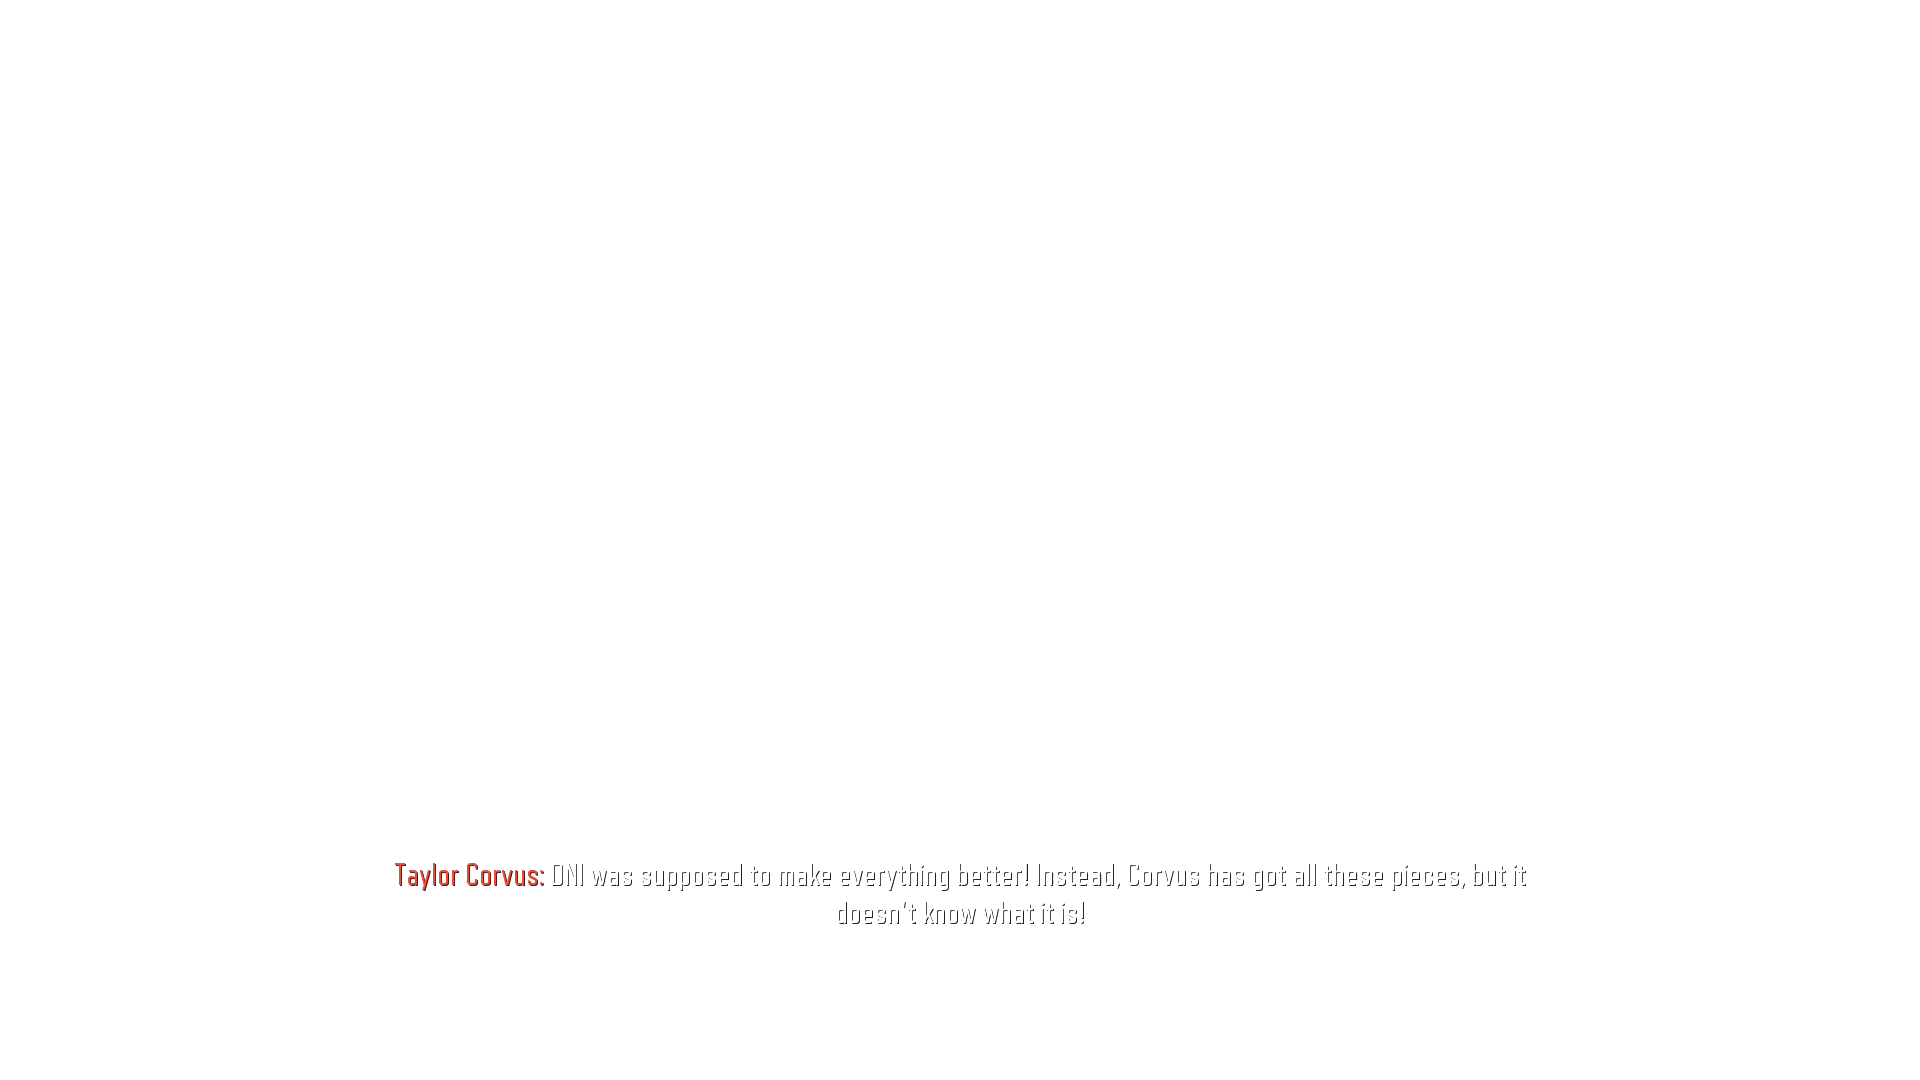 Taylor Corvus: DNI was supposed to make everything better! Instead, Corvus has got all these pieces, but it
doesn't know what it is!